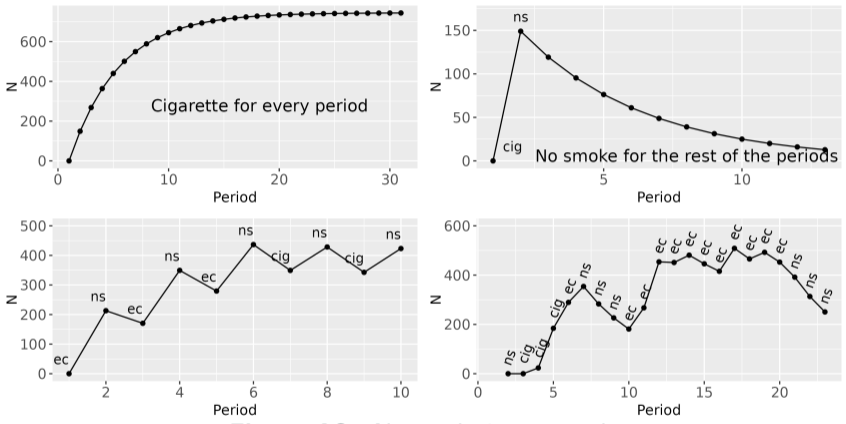 600
400
200
0
N
Cigarette for every period
0 10 20 30
Period
150
100
50
0
N
ns
cig
No smoke for the rest of the periods
5 10
Period
500
400
300
200
100
0
N
ec ns ec ns ec ns cig ns cig ns
2 4 6 8 10
Period
600
400
200
0
N
ns cig cig cig ec ns ns ns ec ec ec ec ec ec ec ec ec ec ec ns ns ns
0 5 10 15 20
Period